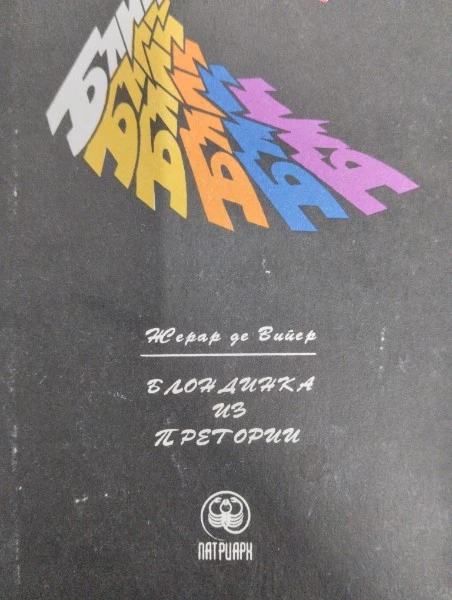 Жерар де Вийер
БЛОНДИНКА
ИЗ
ПРЕТОРИИ
ПАТРИАРХ